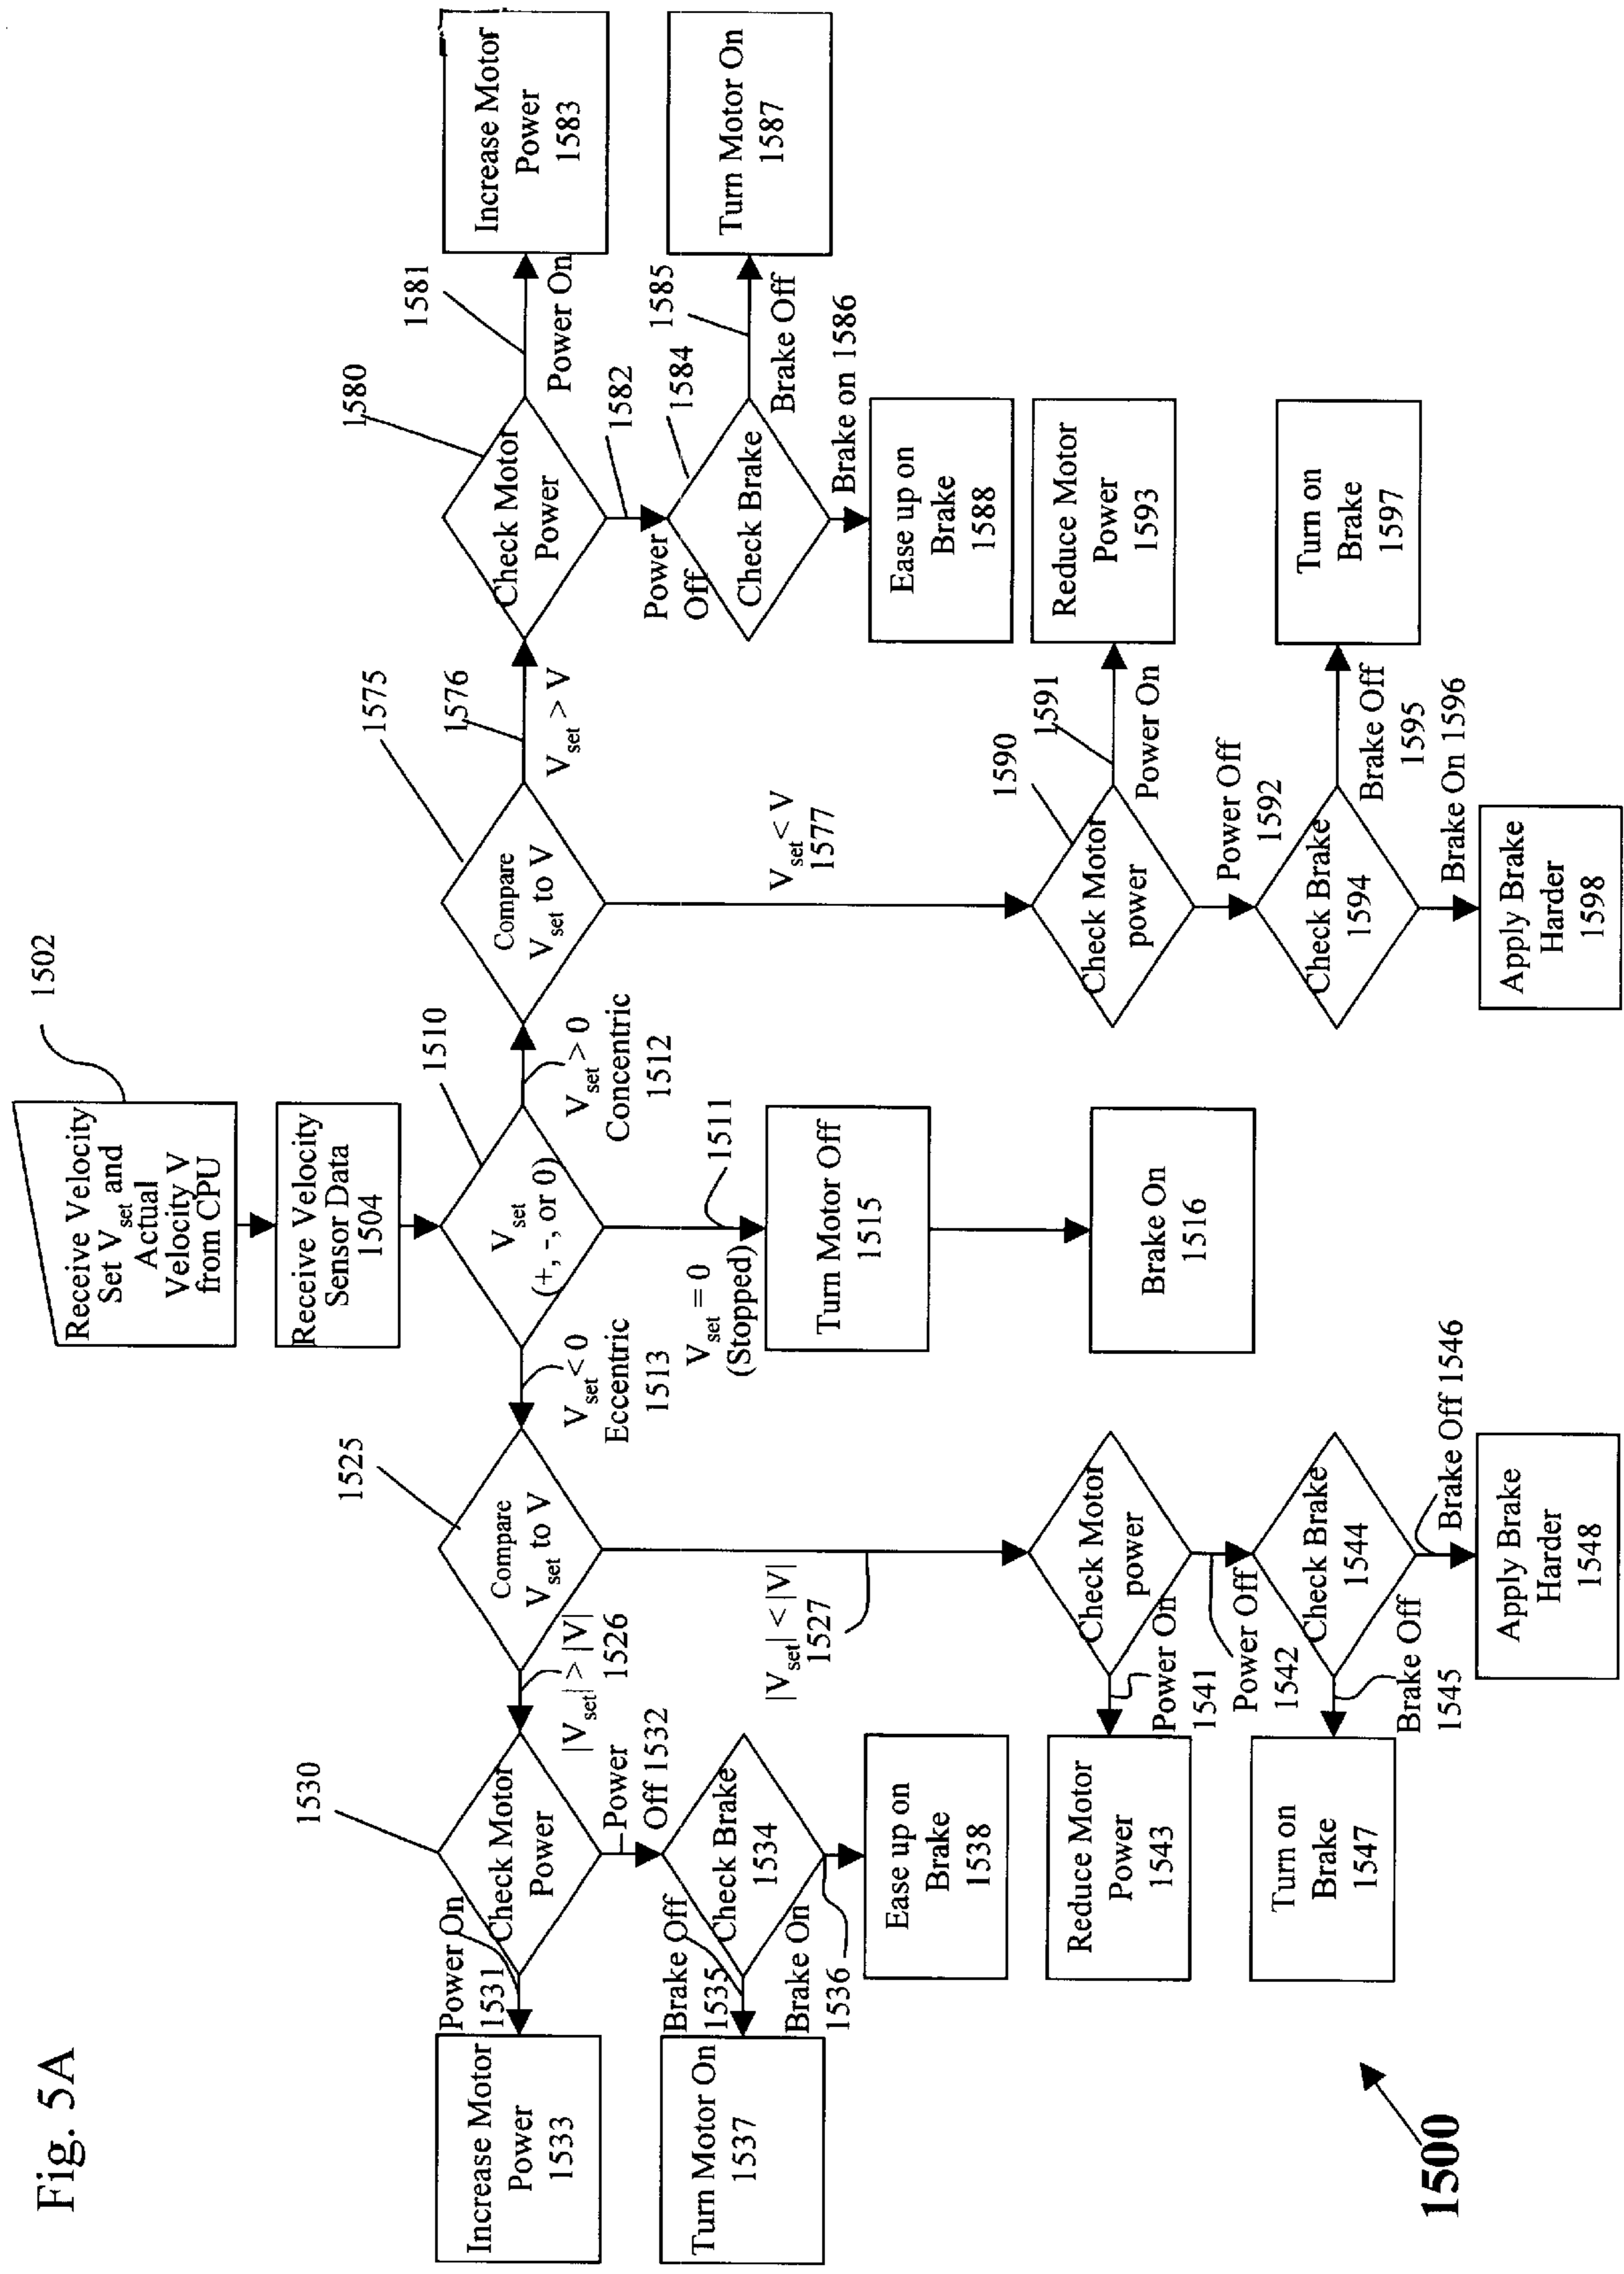 Fig. 5A
Receive Velocity
Set Vset and
Actual
Velocity V
from CPU
1502
Receive Velocity
Sensor Data
1504
Vset
(+, -, or 0)
1510
Vset < 0
Eccentric
1513
Vset > 0
Concentric
1512
Vset = 0
(Stopped)
1511
Turn Motor Off
1515
Brake On
1516
Compare
Vset to V
1525
|Vset| > |V|
1526
|Vset| < |V|
1527
Check Motor
Power
1530
Power On
1531
Increase Motor
Power
1533
Power
Off 1532
Check Brake
1534
Brake Off
1535
Turn Motor On
1537
Brake On
1536
Ease up on
Brake
1538
Check Motor
power
Power On
1541
Reduce Motor
Power
1543
Power Off
1542
Check Brake
1544
Brake Off
1545
Turn on
Brake
1547
Brake Off 1546
Apply Brake
Harder
1548
Compare
Vset to V
1575
1576
Vset > V
Vset < V
1577
Check Motor
Power
1580
1581
Power On
Increase Motor
Power
1583
1582
Power
Off
Check Brake
1584
1585
Brake Off
Turn Motor On
1587
Brake on 1586
Ease up on
Brake
1588
Check Motor
power
1590
1591
Power On
Reduce Motor
Power
1593
Power Off
1592
Check Brake
1594
Brake Off
1595
Turn on
Brake
1597
Brake On 1596
Apply Brake
Harder
1598
1500